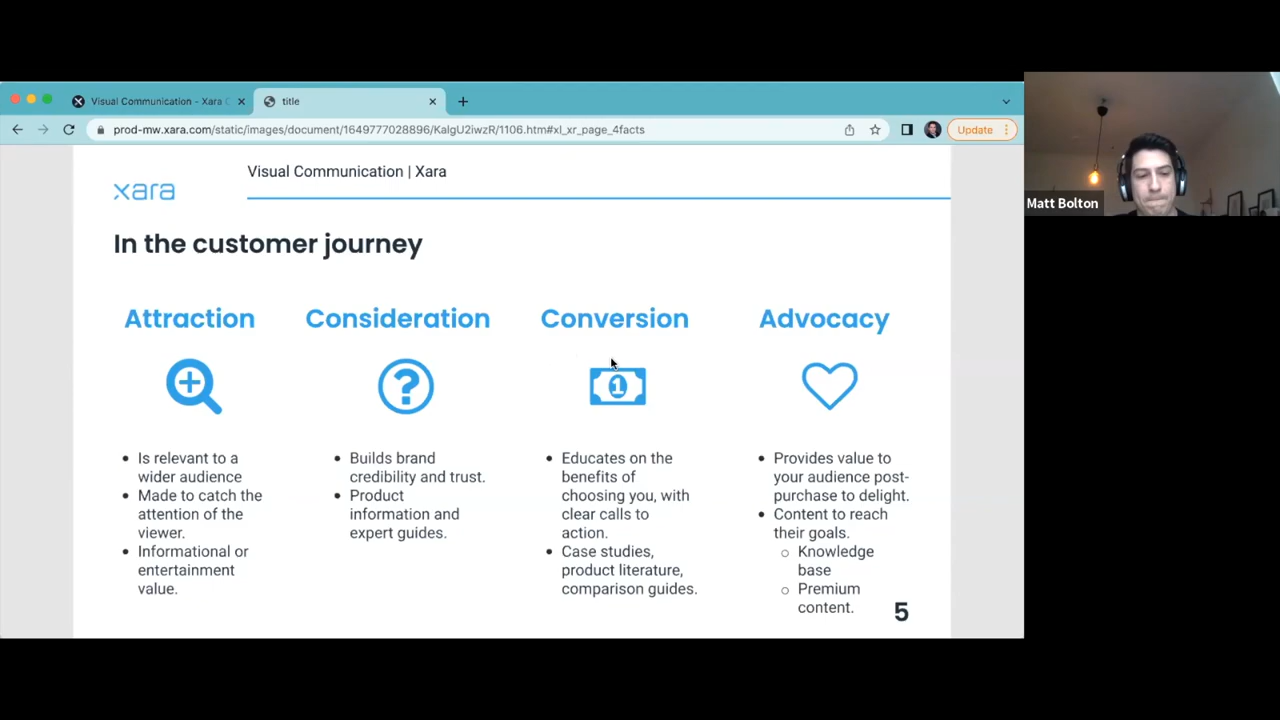 Visual Communication - Xara
title
prod-mw.xara.com/static/images/document/1649777028896/KalgU2iwzR/1106.htm#xl_xr_page_4facts
Update
Matt Bolton
xara
Visual Communication | Xara
In the customer journey
Attraction
Is relevant to a
wider audience
Made to catch the
attention of the
viewer.
Informational or
entertainment
value.
Consideration
Builds brand
credibility and trust.
Product
information and
expert guides.
Conversion
1
Educates on the
benefits of
choosing you, with
clear calls to
action.
Case studies,
product literature,
comparison guides.
Advocacy
Provides value to
your audience post-
purchase to delight.
Content to reach
their goals.
Knowledge
base
Premium
content.
5